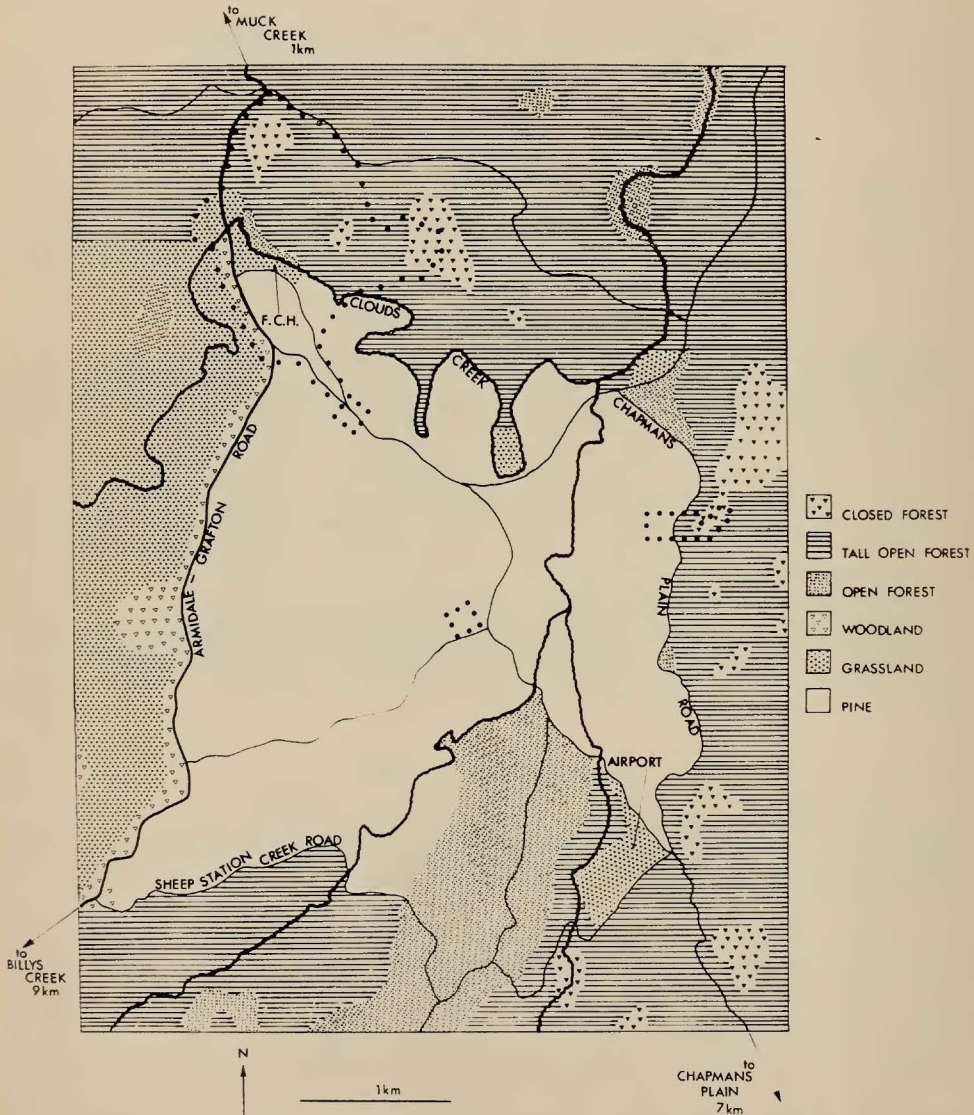 to
MUCK
CREEK
1km
F.C.H.
CLOUDS
CREEK
CHAPMANS
PLAIN
ROAD
ARMIDALE - GRAFTON
ROAD
AIRPORT
SHEEP STATION CREEK ROAD
to
BILLYS
CREEK
9km
CLOSED FOREST
TALL OPEN FOREST
OPEN FOREST
WOODLAND
GRASSLAND
PINE
N
1km
to
CHAPMANS
PLAIN
7km